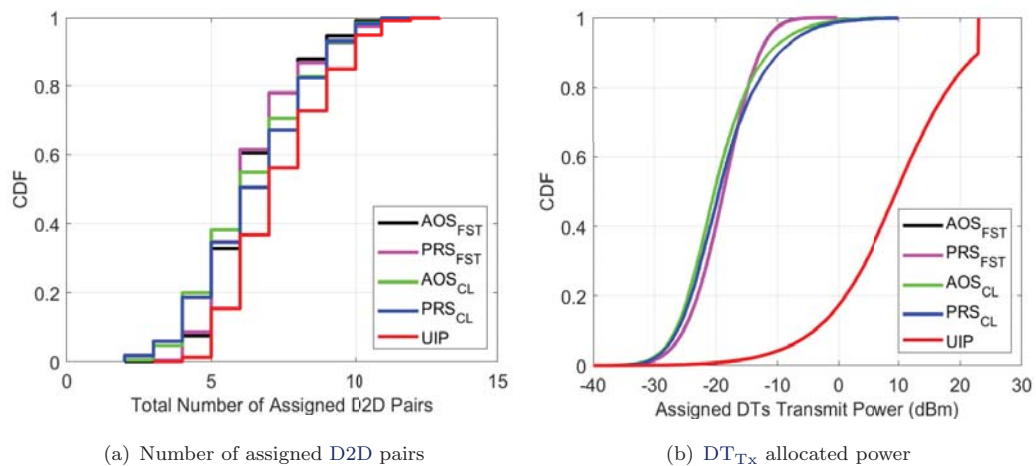 1
0.8
0.6
0.4
0.2
0
CDF
AOS_FST
PRS_FST
AOS_CL
PRS_CL
UIP
0 5 10 15
Total Number of Assigned D2D Pairs
(a) Number of assigned D2D pairs
1
0.8
0.6
0.4
0.2
0
CDF
AOS_FST
PRS_FST
AOS_CL
PRS_CL
UIP
-40 -30 -20 -10 0 10 20 30
Assigned DTs Transmit Power (dBm)
(b) DT_Tx allocated power